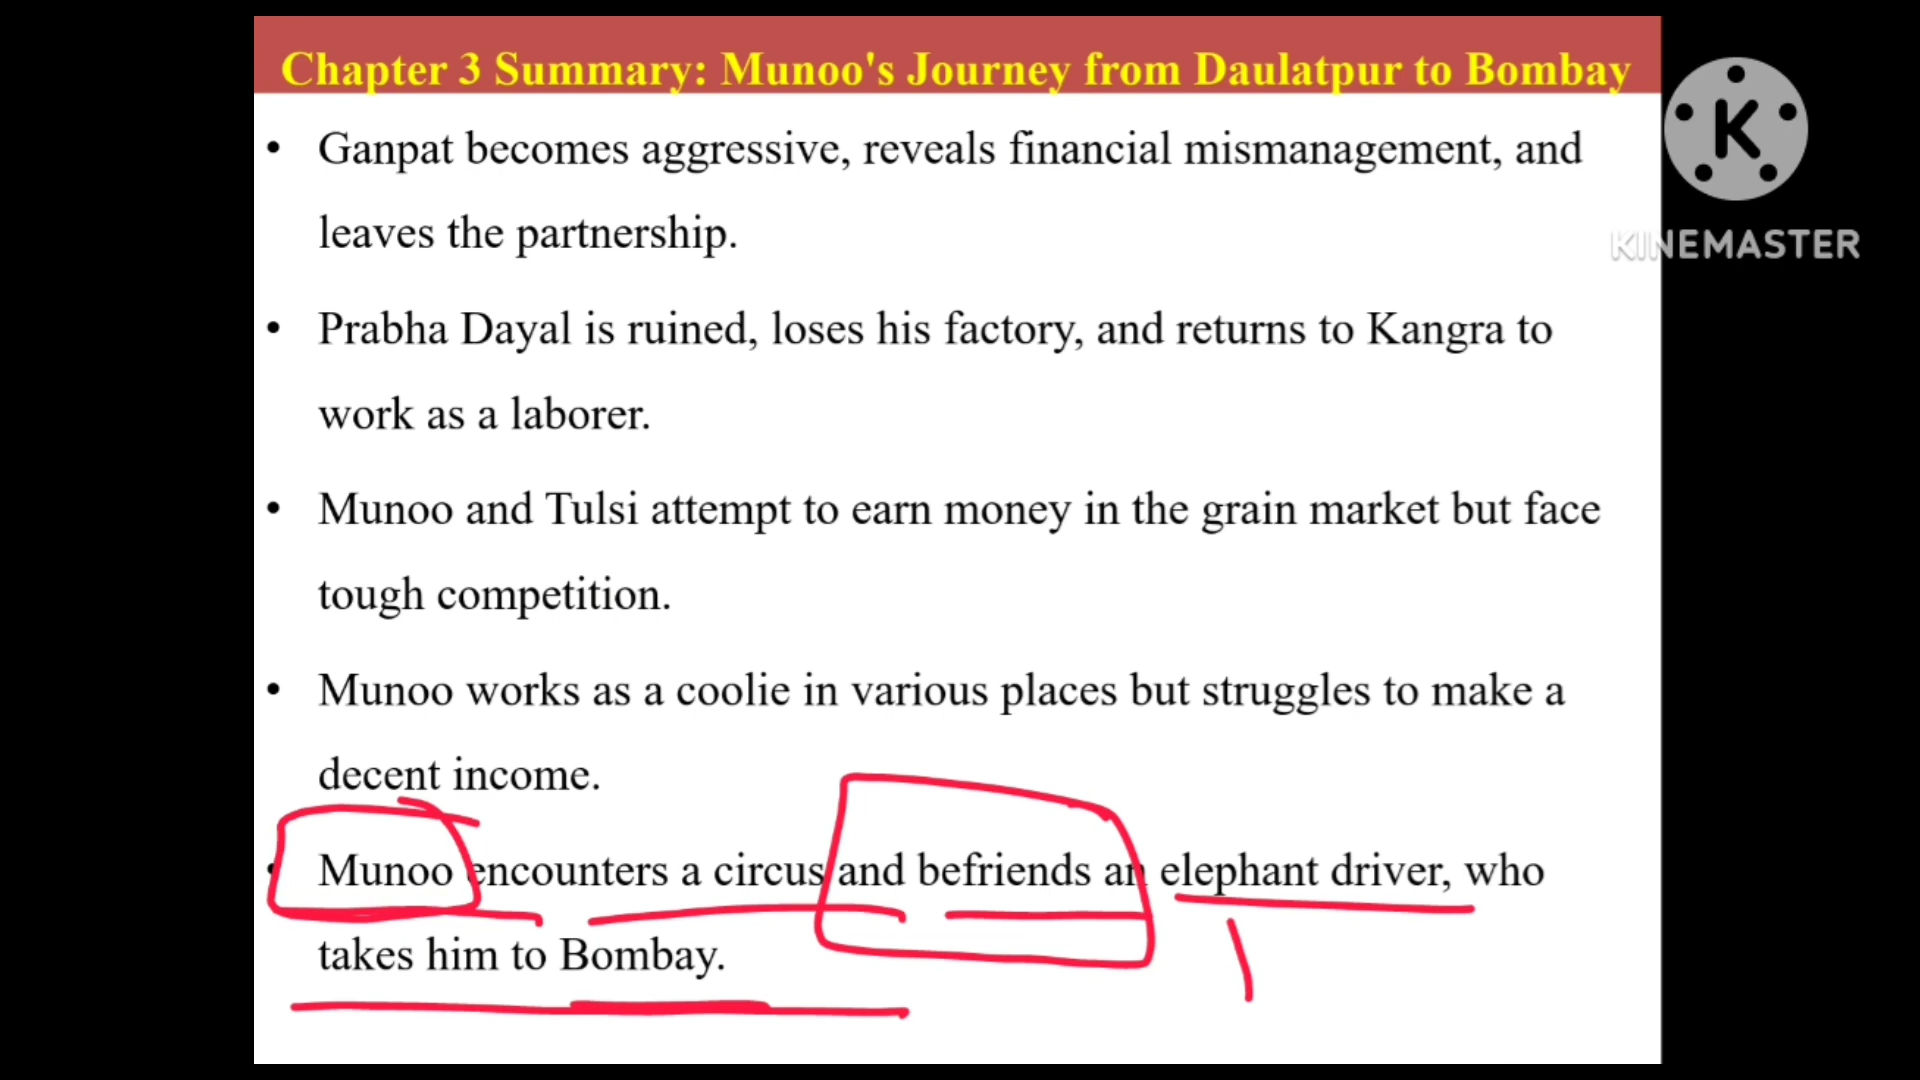 Chapter 3 Summary: Munoo's Journey from Daulatpur to Bombay
K
KINEMASTER
• Ganpat becomes aggressive, reveals financial mismanagement, and
leaves the partnership.
• Prabha Dayal is ruined, loses his factory, and returns to Kangra to
work as a laborer.
• Munoo and Tulsi attempt to earn money in the grain market but face
tough competition.
• Munoo works as a coolie in various places but struggles to make a
decent income.
• Munoo encounters a circus and befriends an elephant driver, who
takes him to Bombay.